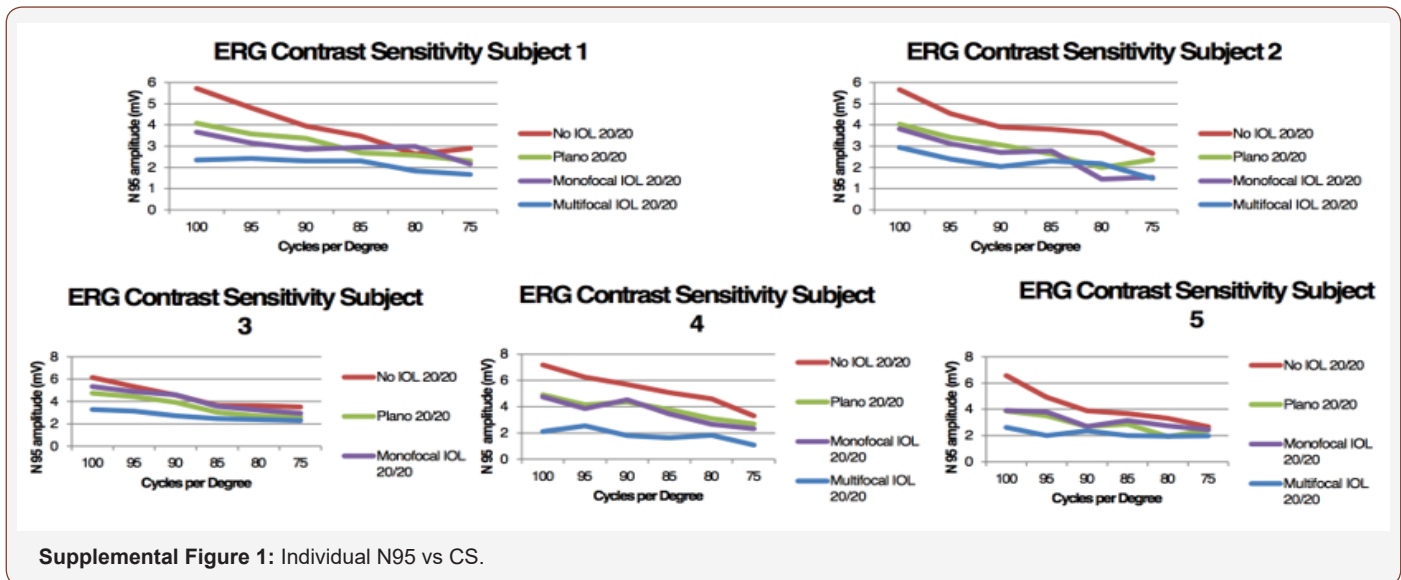 ERG Contrast Sensitivity Subject 1
6
5
4
3
2
1
0
N 95 amplitude (mV)
100 95 90 85 80 75
Cycles per Degree
No IOL 20/20
Plano 20/20
Monofocal IOL 20/20
Multifocal IOL 20/20
ERG Contrast Sensitivity Subject 2
6
5
4
3
2
1
0
N 95 amplitude (mV)
100 95 90 85 80 75
Cycles per Degree
No IOL 20/20
Plano 20/20
Monofocal IOL 20/20
Multifocal IOL 20/20
ERG Contrast Sensitivity Subject
3
8
6
4
2
0
N 95 amplitude (mV)
100 95 90 85 80 75
Cycles per Degree
No IOL 20/20
Plano 20/20
Monofocal IOL
20/20
ERG Contrast Sensitivity Subject
4
8
6
4
2
0
N 95 amplitude (mV)
100 95 90 85 80 75
Cycles per Degree
No IOL 20/20
Plano 20/20
Monofocal IOL
20/20
Multifocal IOL
20/20
ERG Contrast Sensitivity Subject
5
8
6
4
2
0
N 95 amplitude (mV)
100 95 90 85 80 75
Cycles per Degree
No IOL 20/20
Plano 20/20
Monofocal IOL
20/20
Multifocal IOL
20/20
Supplemental Figure 1: Individual N95 vs CS.